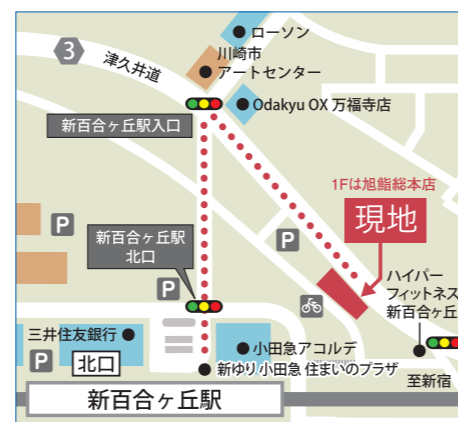 ローソン
川崎市
アートセンター
3
津久井道
Odakyu OX 万福寺店
新百合ヶ丘駅入口
1Fは旭鮨総本店
現地
P
新百合ヶ丘駅
北口
P
P
ハイパー
フィットネス
新百合ヶ丘
三井住友銀行
小田急アコルデ
P
北口
新ゆり 小田急 住まいのプラザ
至新宿
新百合ヶ丘駅